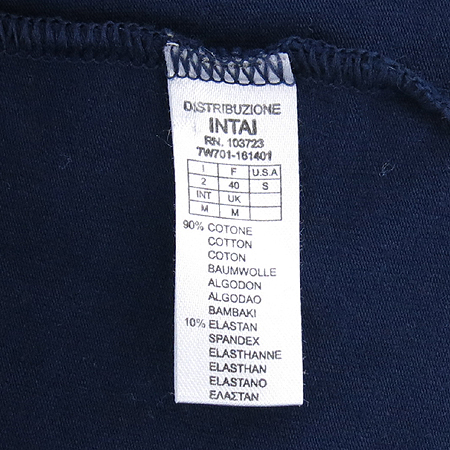 DISTRIBUZIONE
INTAI
RN. 103723
TW701-161401
I F U.S.A
2 40 S
INT UK
M M
90% COTONE
COTTON
COTON
BAUMWOLLE
ALGODON
ALGODAO
BAMBAKI
10% ELASTAN
SPANDEX
ELASTHANNE
ELASTHAN
ELASTANO
ΕΛΑΣΤΑΝ